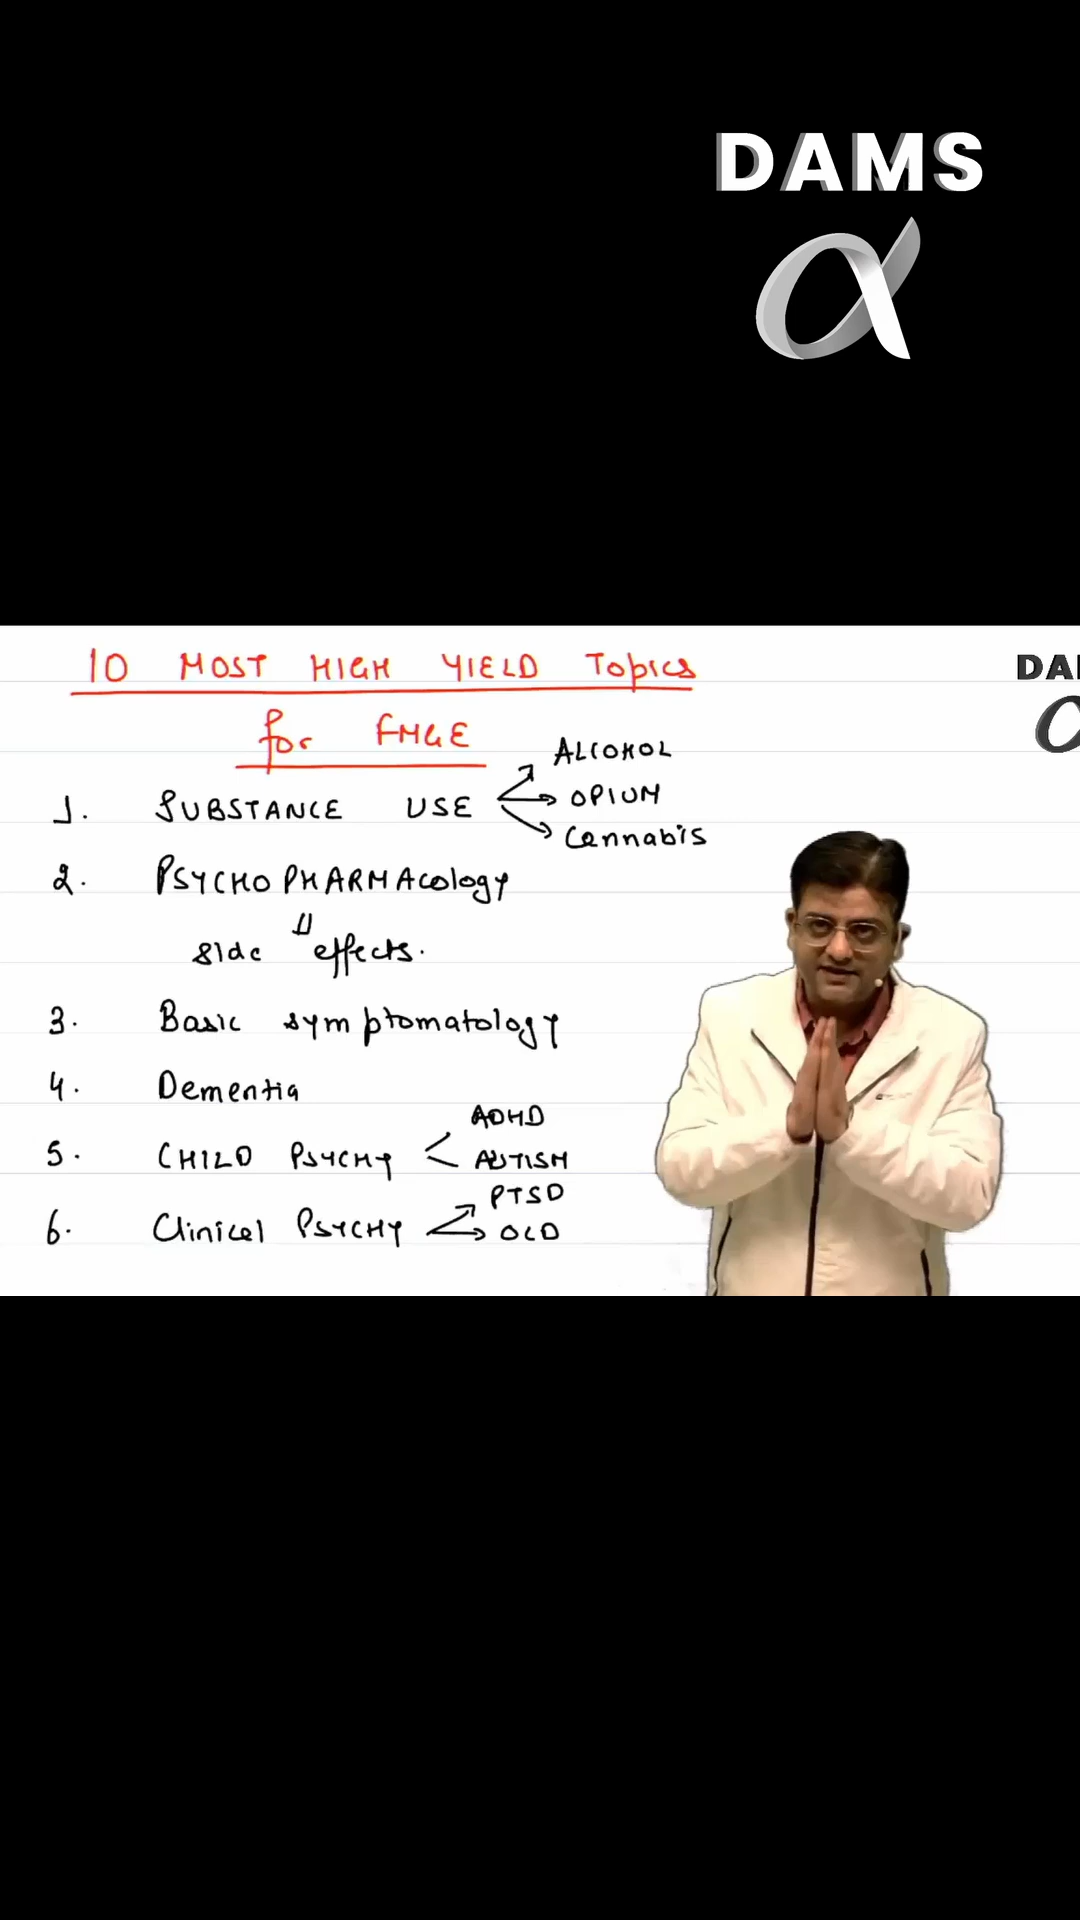 DAMS
α
10 MOST HIGH YIELD Topics
for FMGE
DA
α
1. SUBSTANCE USE
ALCOHOL
OPIUM
Cannabis
2. PSYCHOPHARMAcology
side effects.
3. Basic symptomatology
4. Dementia
5. CHILD PSYCHY
ADHD
AUTISM
6. Clinical PSYCHY
PTSD
OCD